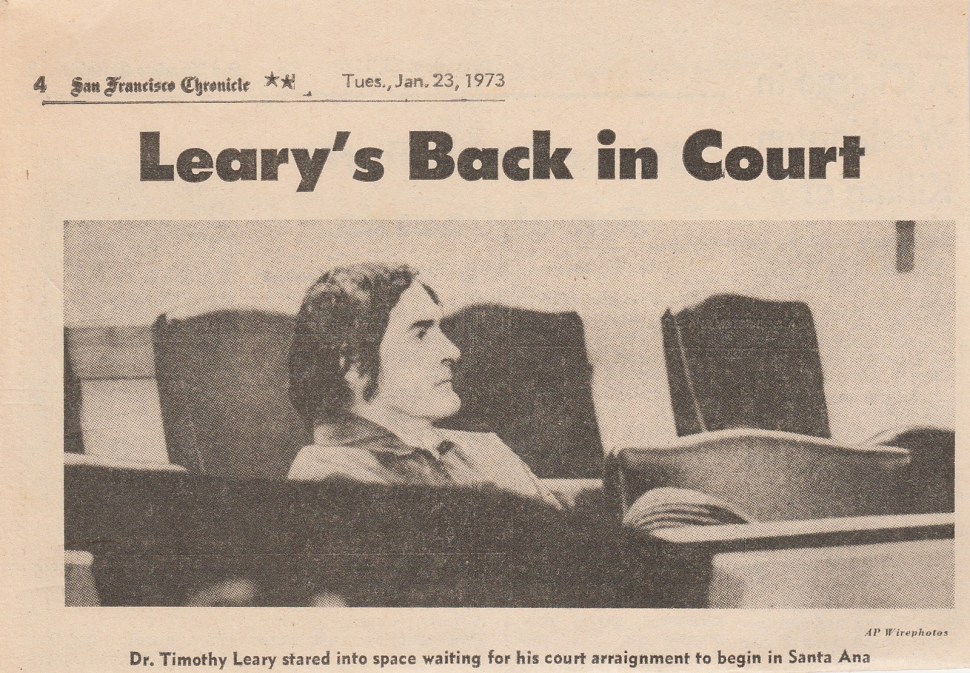 4 San Francisco Chronicle ★★ Tues., Jan. 23, 1973
Leary's Back in Court
AP Wirephotos
Dr. Timothy Leary stared into space waiting for his court arraignment to begin in Santa Ana